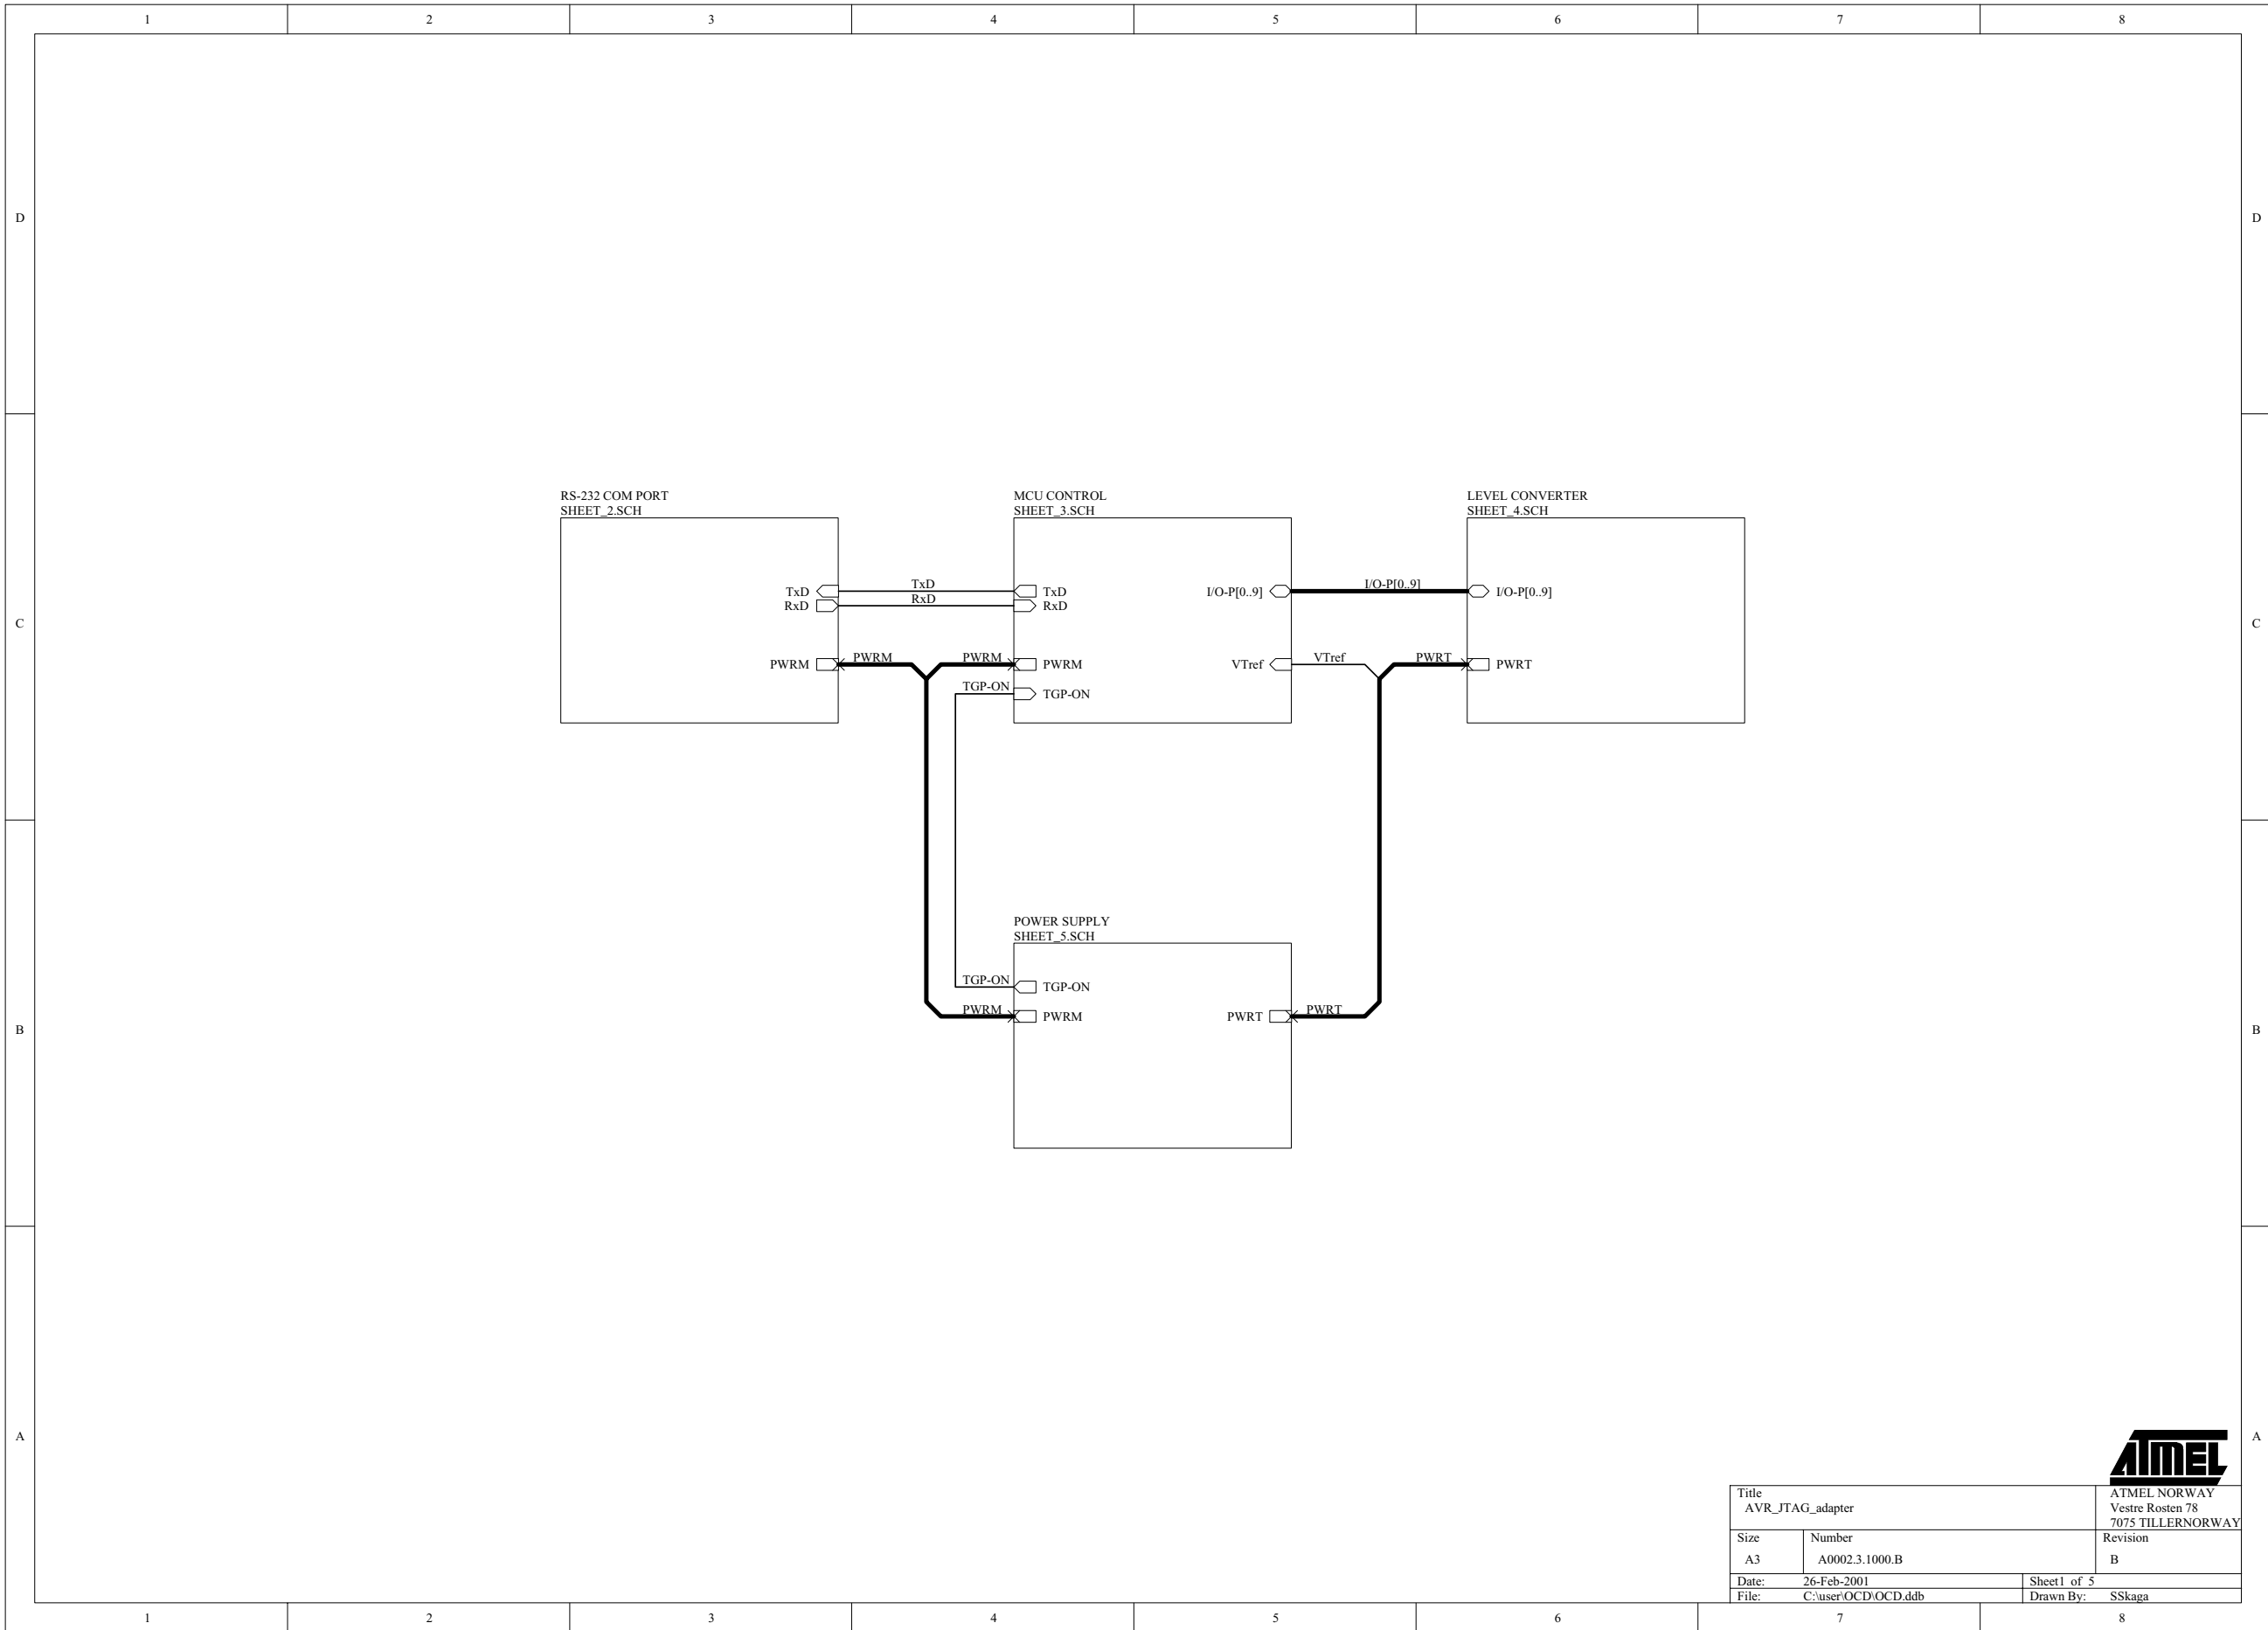 1 2 3 4 5 6 7 8
D D
RS-232 COM PORT
SHEET_2.SCH
MCU CONTROL
SHEET_3.SCH
LEVEL CONVERTER
SHEET_4.SCH
TxD TxD TxD
RxD RxD RxD
I/O-P[0..9] I/O-P[0..9] I/O-P[0..9]
C C
PWRM PWRM PWRM PWRM
VTref VTref PWRT PWRT
TGP-ON TGP-ON
POWER SUPPLY
SHEET_5.SCH
TGP-ON TGP-ON
PWRM PWRM
PWRT PWRT
B B
A A
ATMEL
Title
AVR_JTAG_adapter
ATMEL NORWAY
Vestre Rosten 78
7075 TILLERNORWAY
Size Number Revision
A3 A0002.3.1000.B B
Date: 26-Feb-2001 Sheet1 of 5
File: C:\user\OCD\OCD.ddb Drawn By: SSkaga
1 2 3 4 5 6 7 8